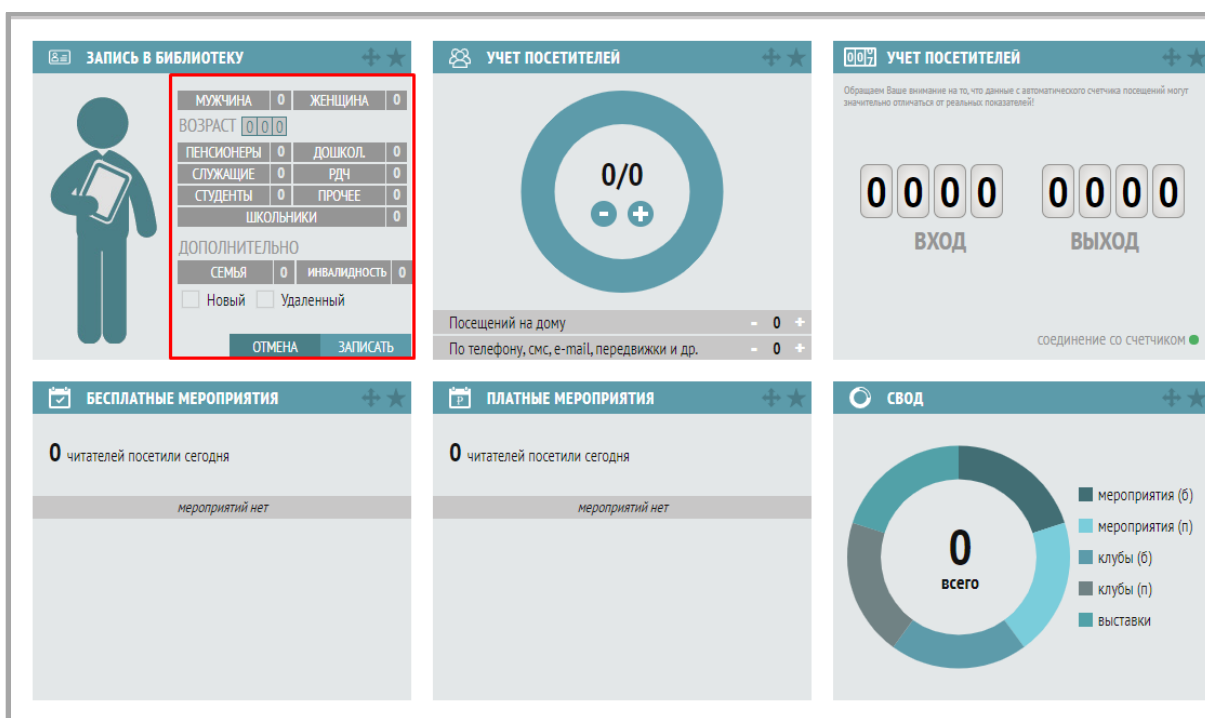 ЗАПИСЬ В БИБЛИОТЕКУ
МУЖЧИНА 0 ЖЕНЩИНА 0
ВОЗРАСТ 0 0 0
ПЕНСИОНЕРЫ 0 ДОШКОЛ. 0
СЛУЖАЩИЕ 0 РДЧ 0
СТУДЕНТЫ 0 ПРОЧЕЕ 0
ШКОЛЬНИКИ 0
ДОПОЛНИТЕЛЬНО
СЕМЬЯ 0 ИНВАЛИДНОСТЬ 0
Новый Удаленный
ОТМЕНА ЗАПИСАТЬ
УЧЕТ ПОСЕТИТЕЛЕЙ
0/0
- +
Посещений на дому - 0 +
По телефону, смс, e-mail, передвижки и др. - 0 +
007 УЧЕТ ПОСЕТИТЕЛЕЙ
Обращаем Ваше внимание на то, что данные с автоматического счетчика посещений могут
значительно отличаться от реальных показателей!
0 0 0 0 0 0 0 0
ВХОД ВЫХОД
соединение со счетчиком
БЕСПЛАТНЫЕ МЕРОПРИЯТИЯ
0 читателей посетили сегодня
мероприятий нет
Р ПЛАТНЫЕ МЕРОПРИЯТИЯ
0 читателей посетили сегодня
мероприятий нет
СВОД
0
всего
мероприятия (б)
мероприятия (п)
клубы (б)
клубы (п)
выставки